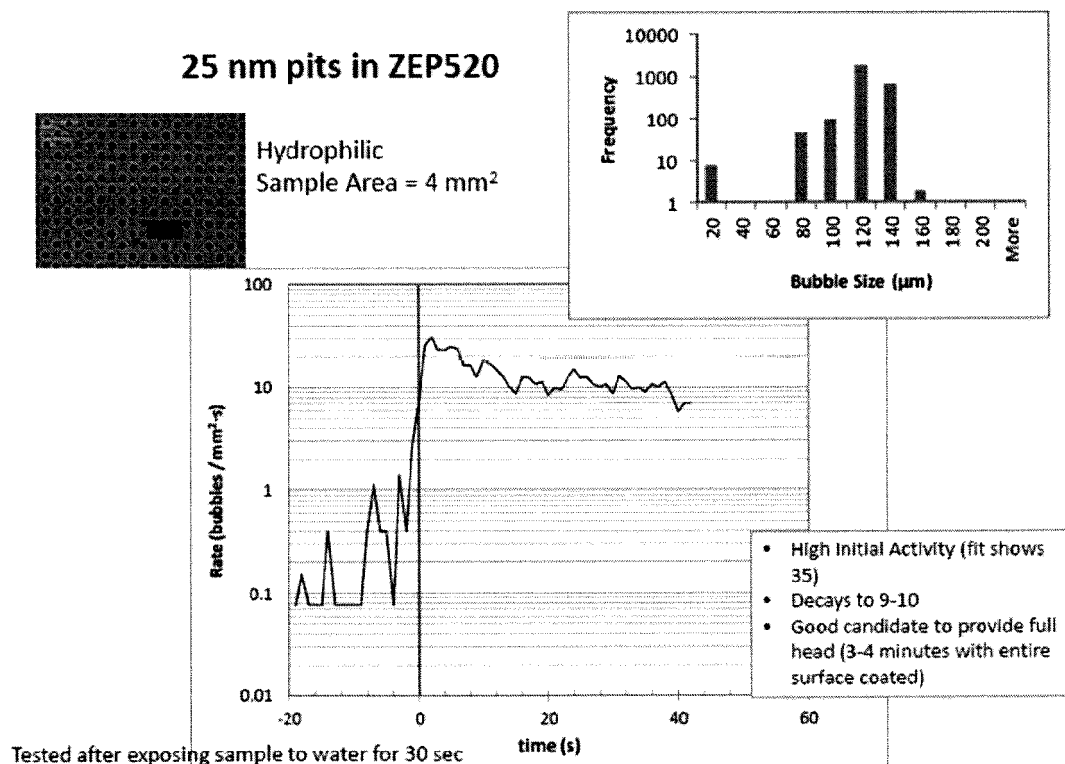 25 nm pits in ZEP520
Hydrophilic
Sample Area = 4 mm²
Frequency
10000
1000
100
10
1
20
40
60
80
100
120
140
160
180
200
More
Bubble Size (µm)
Rate (bubbles / mm²-s)
100
10
1
0.1
0.01
-20
0
20
40
60
time (s)
• High Initial Activity (fit shows
35)
• Decays to 9-10
• Good candidate to provide full
head (3-4 minutes with entire
surface coated)
Tested after exposing sample to water for 30 sec